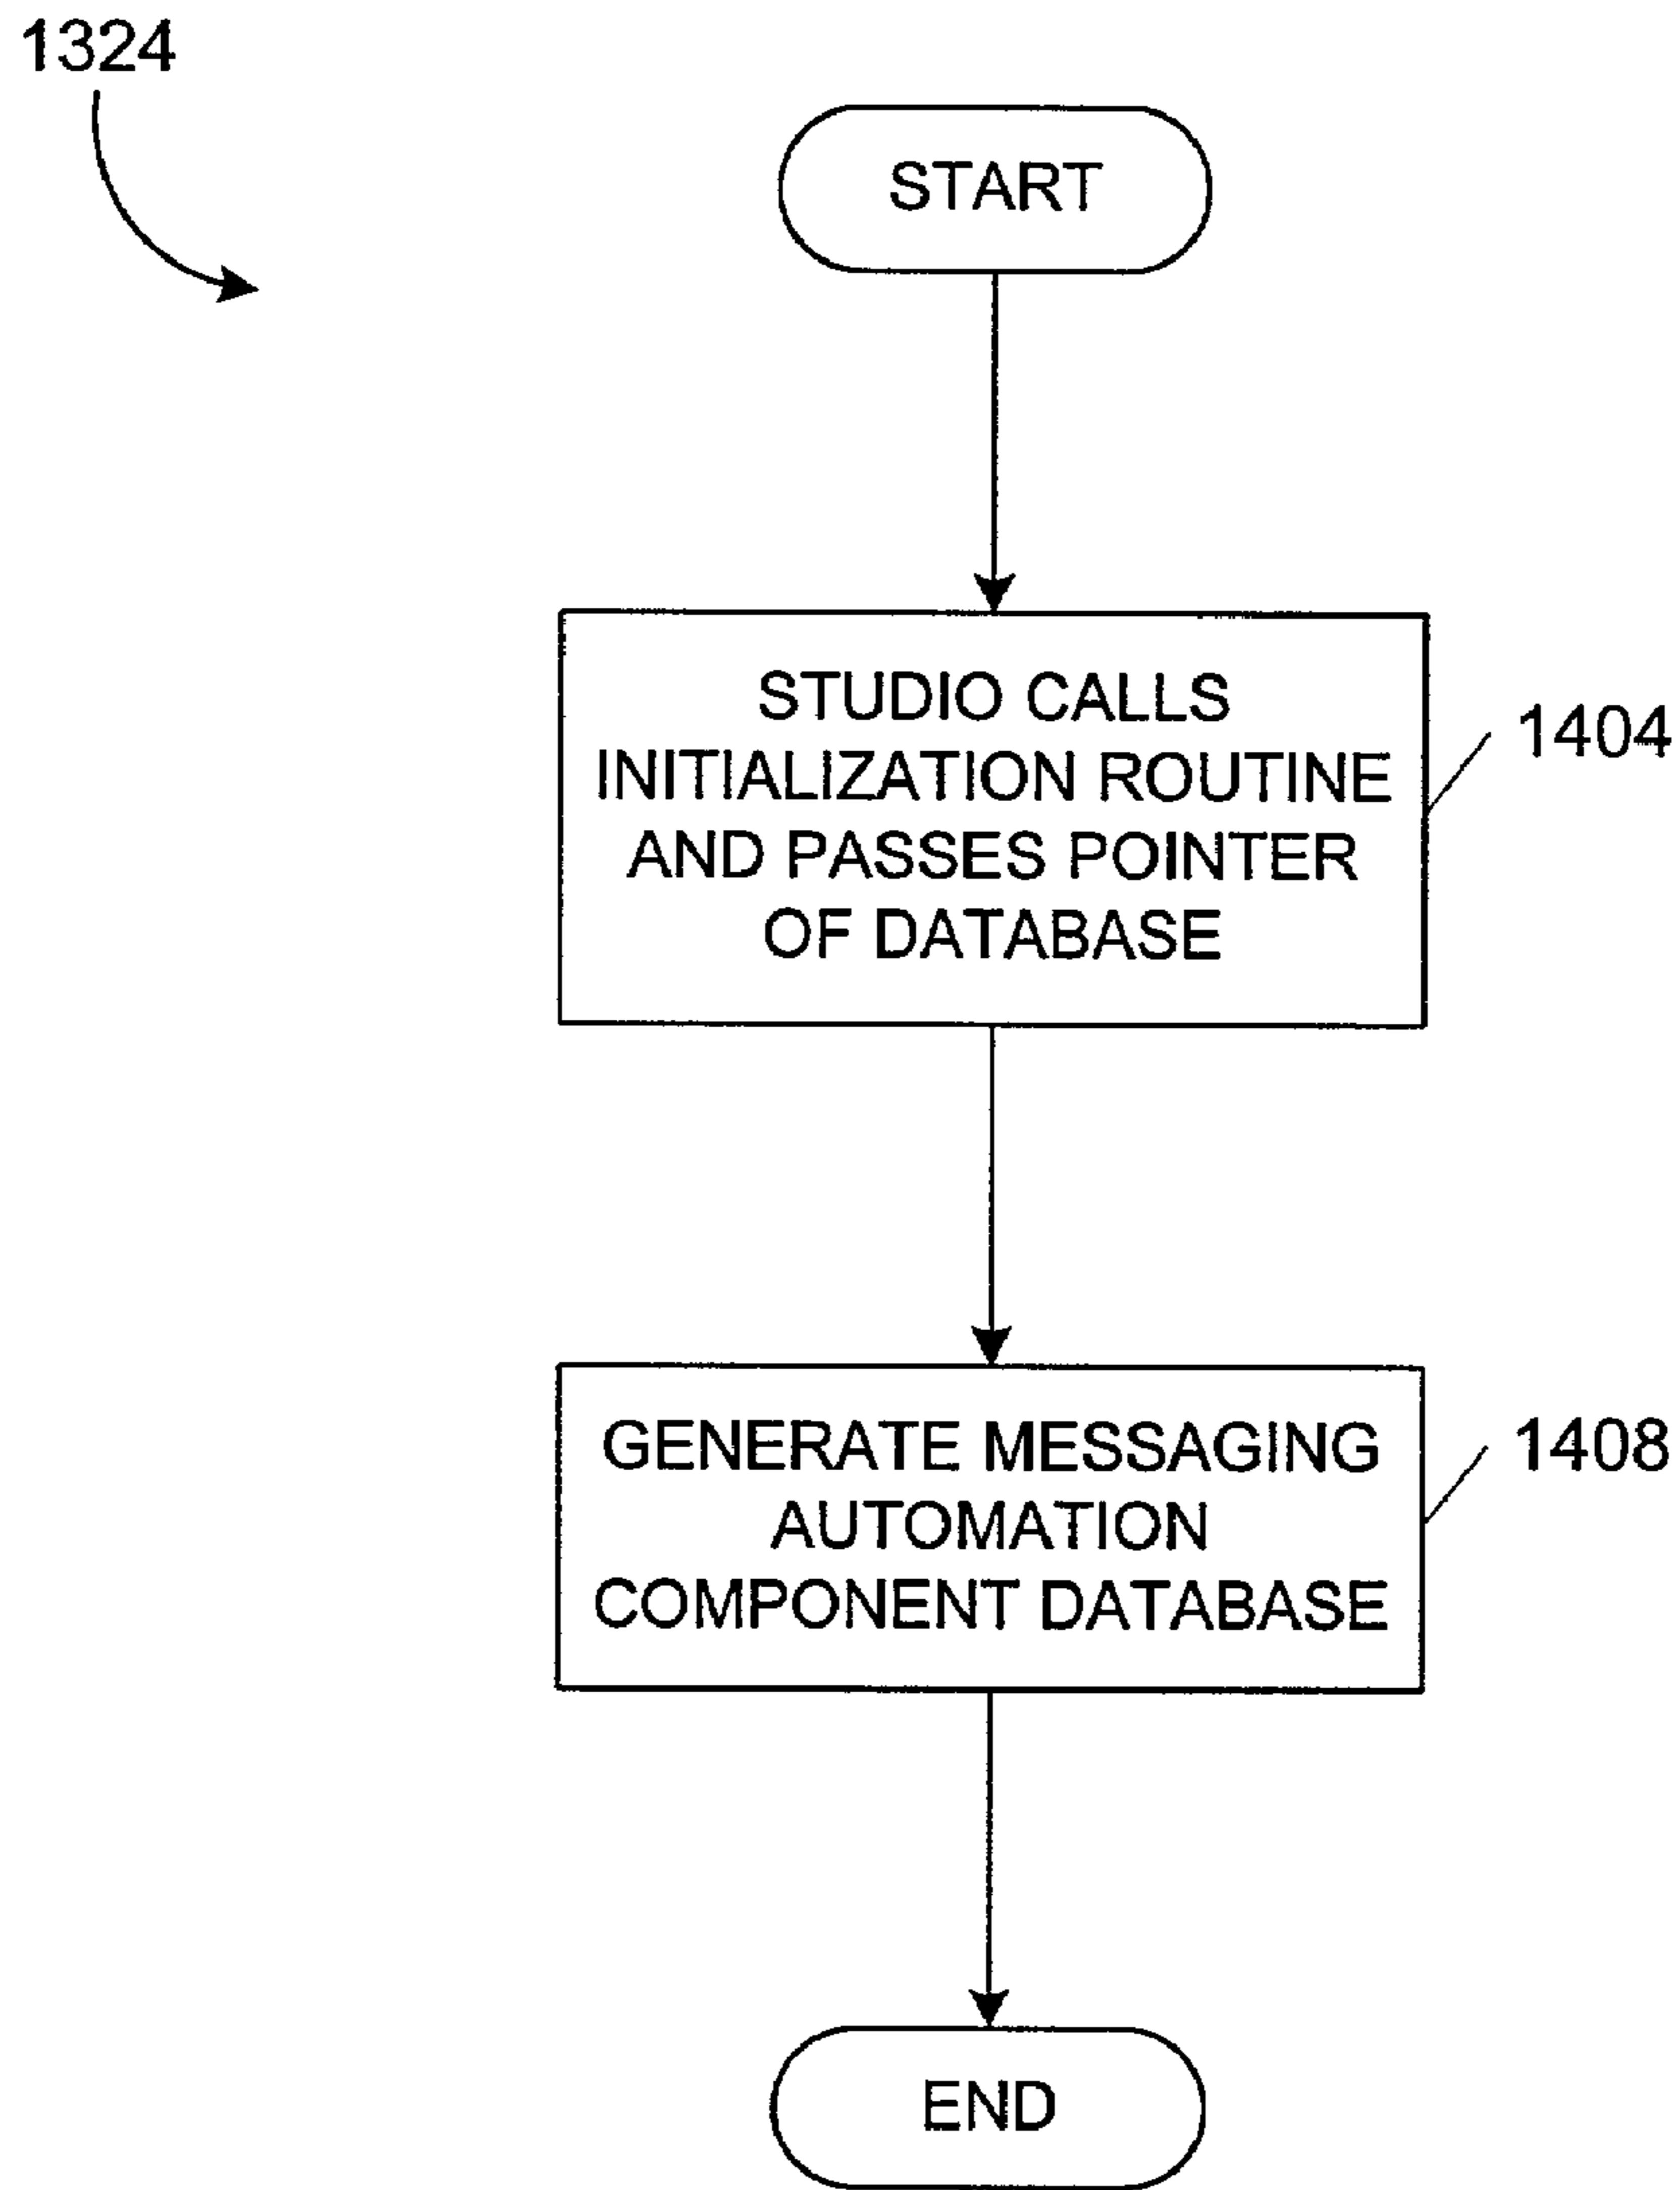 1324
START
STUDIO CALLS
INITIALIZATION ROUTINE
AND PASSES POINTER
OF DATABASE
1404
GENERATE MESSAGING
AUTOMATION
COMPONENT DATABASE
1408
END